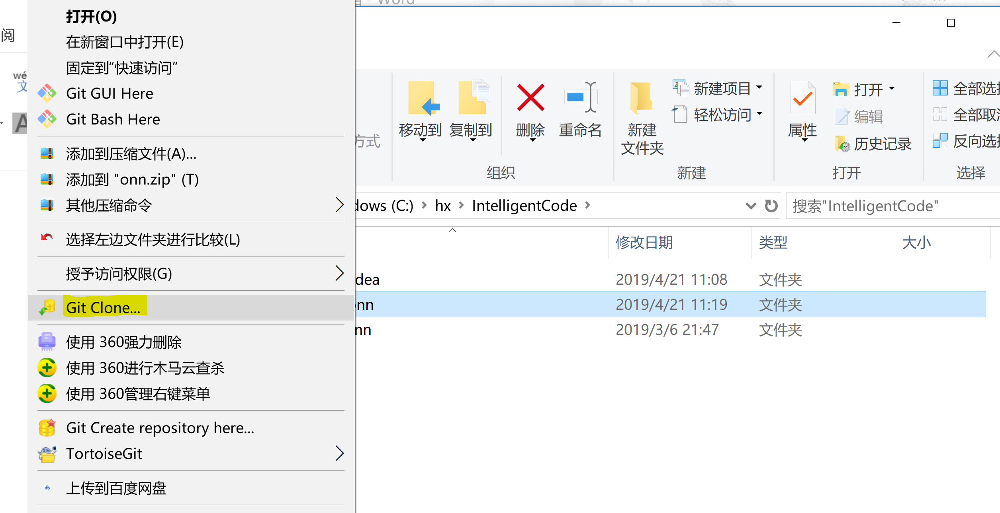 打开(O)
在新窗口中打开(E)
固定到“快速访问”
Git GUI Here
Git Bash Here
添加到压缩文件(A)...
添加到 "onn.zip" (T)
其他压缩命令
选择左边文件夹进行比较(L)
授予访问权限(G)
Git Clone...
使用 360强力删除
使用 360进行木马云查杀
使用 360管理右键菜单
Git Create repository here...
TortoiseGit
上传到百度网盘
阅
wé
文
A
- Word
方式
移动到
复制到
删除
重命名
组织
新建
文件夹
新建项目
轻松访问
新建
属性
打开
编辑
历史记录
打开
全部选择
全部取消
反向选择
选择
dows (C:) > hx > IntelligentCode >
搜索"IntelligentCode"
修改日期 类型 大小
dea 2019/4/21 11:08 文件夹
onn 2019/4/21 11:19 文件夹
nn 2019/3/6 21:47 文件夹